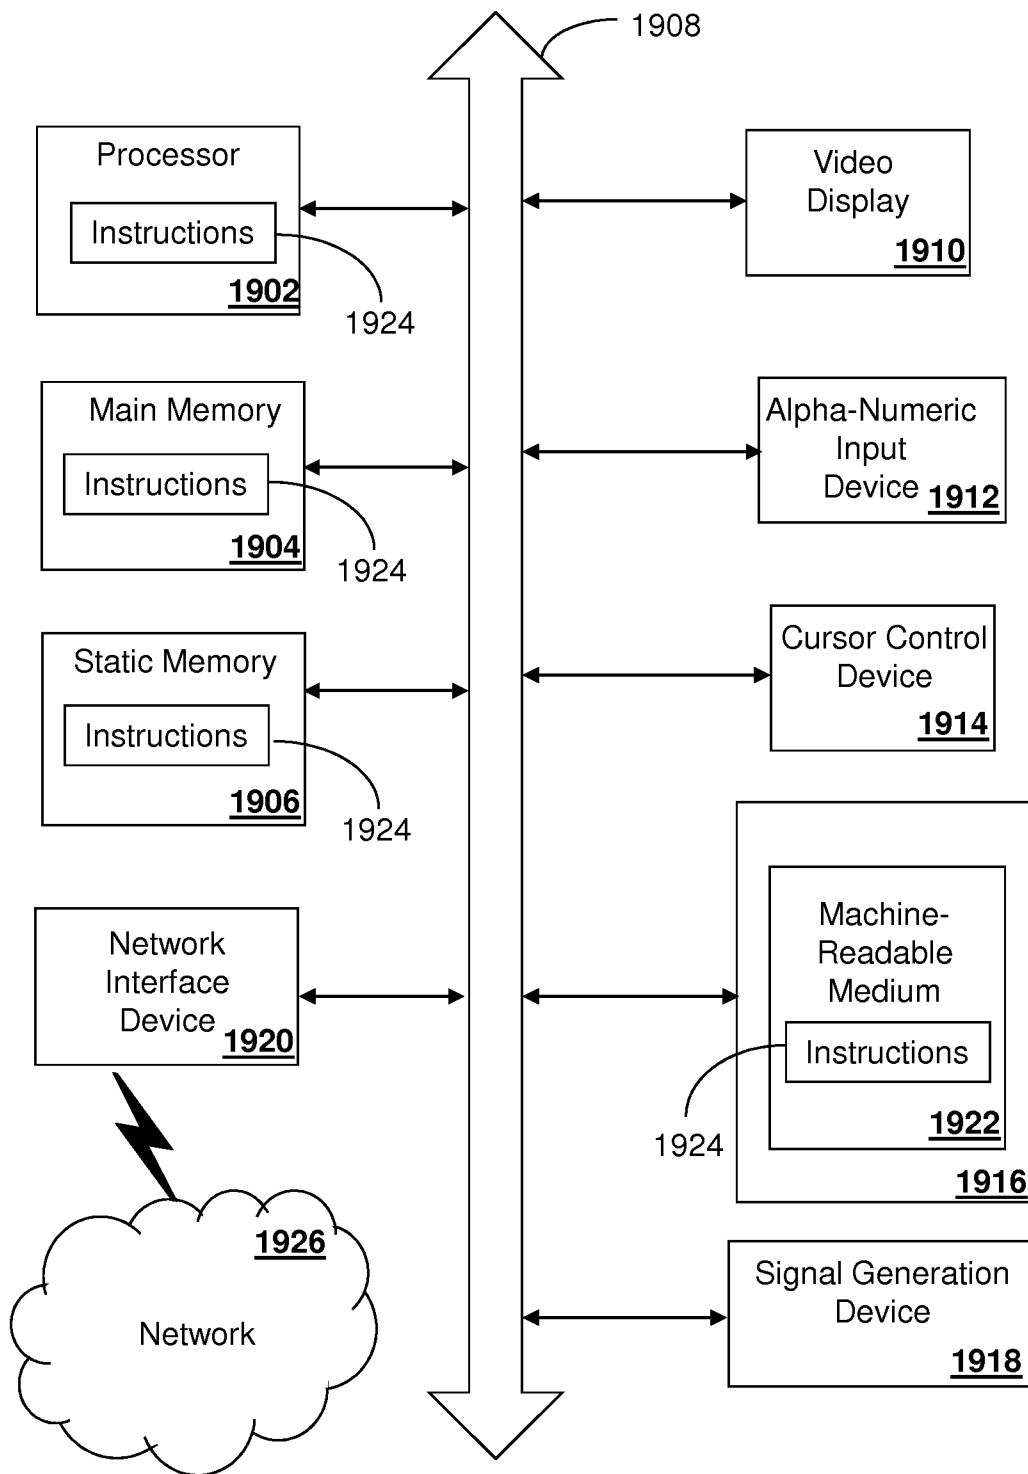 1908
Processor
Instructions
1902
1924
Main Memory
Instructions
1904
1924
Static Memory
Instructions
1906
1924
Network
Interface
Device
1920
1926
Network
Video
Display
1910
Alpha-Numeric
Input
Device
1912
Cursor Control
Device
1914
Machine-
Readable
Medium
Instructions
1922
1924
1916
Signal Generation
Device
1918